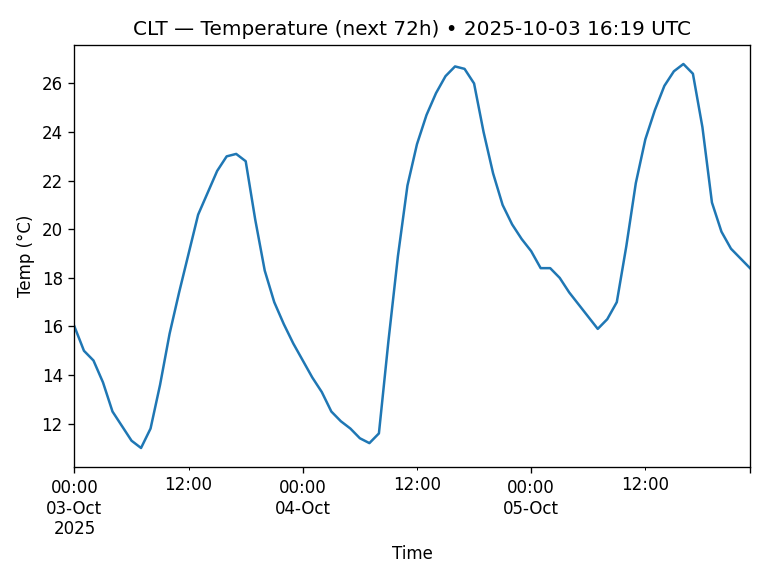 CLT — Temperature (next 72h) • 2025-10-03 16:19 UTC
Temp (°C)
26
24
22
20
18
16
14
12
00:00 12:00 00:00 12:00 00:00 12:00
03-Oct 04-Oct 05-Oct
2025
Time